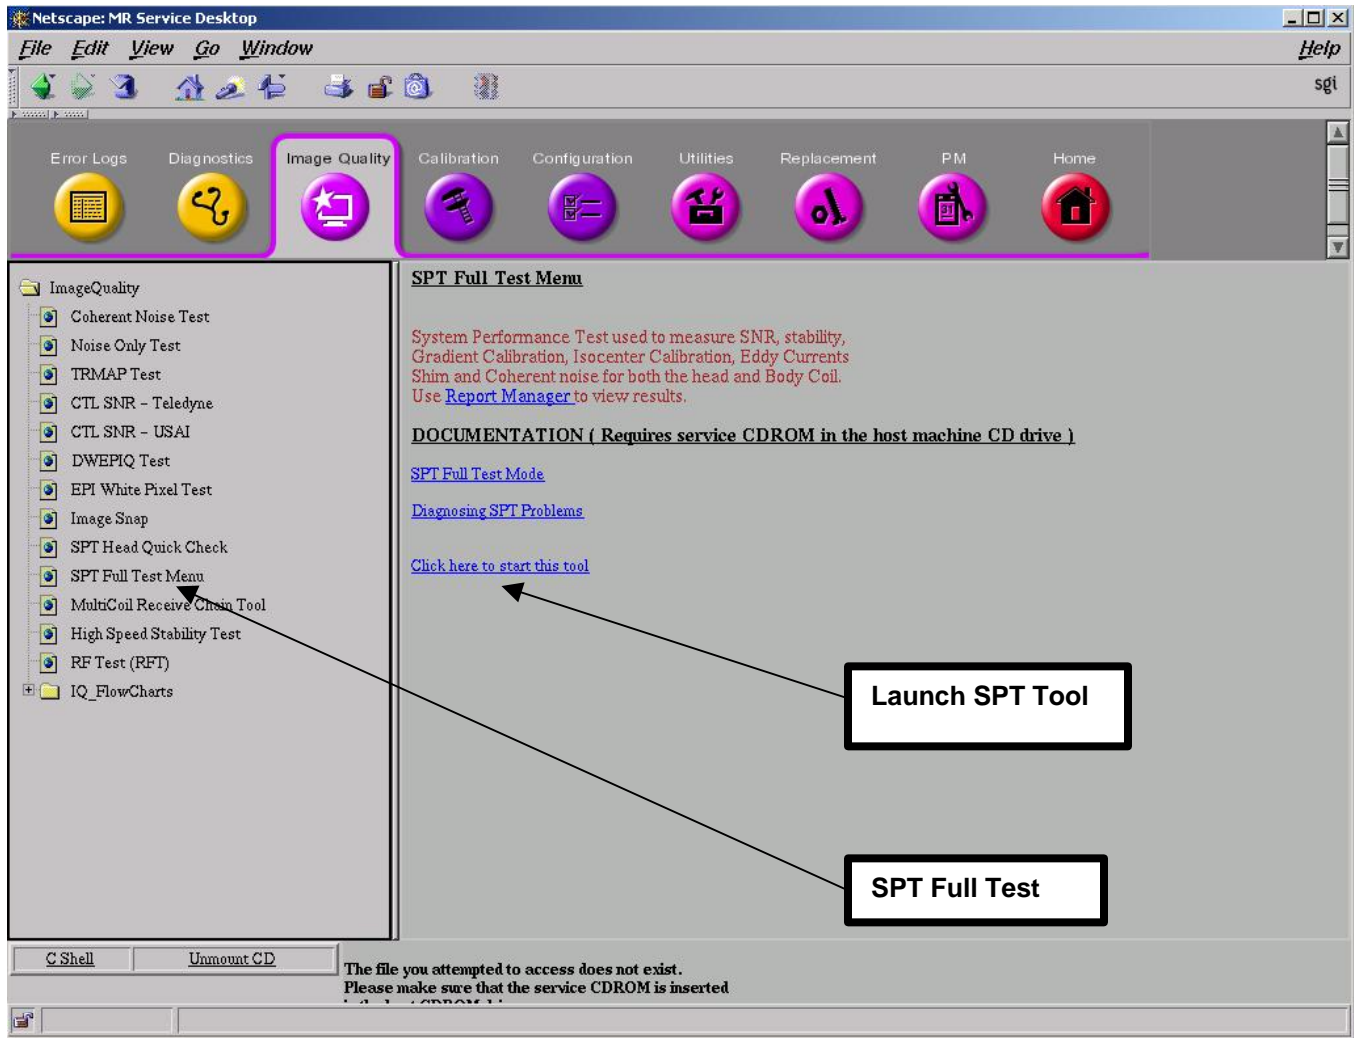 Netscape: MR Service Desktop
File Edit View Go Window Help
sgi
Error Logs Diagnostics Image Quality Calibration Configuration Utilities Replacement PM Home
31
ImageQuality
Coherent Noise Test
Noise Only Test
TRMAP Test
CTL SNR – Teledyne
CTL SNR – USAI
DWEPIQ Test
EPI White Pixel Test
Image Snap
SPT Head Quick Check
SPT Full Test Menu
MultiCoil Receive Chain Tool
High Speed Stability Test
RF Test (RFT)
IQ_FlowCharts
SPT Full Test Menu
System Performance Test used to measure SNR, stability,
Gradient Calibration, Isocenter Calibration, Eddy Currents
Shim and Coherent noise for both the head and Body Coil.
Use Report Manager to view results.
DOCUMENTATION ( Requires service CDROM in the host machine CD drive )
SPT Full Test Mode
Diagnosing SPT Problems
Click here to start this tool
Launch SPT Tool
SPT Full Test
C Shell Unmount CD
The file you attempted to access does not exist.
Please make sure that the service CDROM is inserted